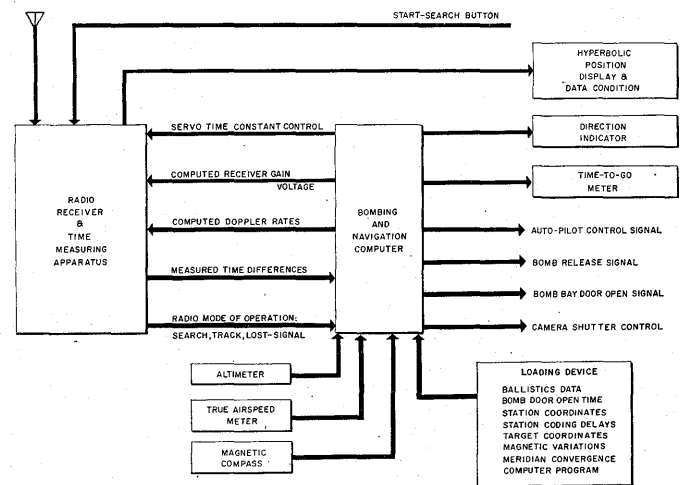 START-SEARCH BUTTON
HYPERBOLIC
POSITION
DISPLAY &
DATA CONDITION
SERVO TIME CONSTANT CONTROL
DIRECTION
INDICATOR
COMPUTED RECEIVER GAIN
VOLTAGE
TIME-TO-GO
METER
RADIO
RECEIVER
&
TIME
MEASURING
APPARATUS
COMPUTED DOPPLER RATES
BOMBING
AND
NAVIGATION
COMPUTER
AUTO-PILOT CONTROL SIGNAL
MEASURED TIME DIFFERENCES
BOMB RELEASE SIGNAL
BOMB BAY DOOR OPEN SIGNAL
RADIO MODE OF OPERATION:
SEARCH,TRACK,LOST-SIGNAL
CAMERA SHUTTER CONTROL
ALTIMETER
TRUE AIRSPEED
METER
MAGNETIC
COMPASS
LOADING DEVICE
BALLISTICS DATA
BOMB DOOR OPEN TIME
STATION COORDINATES
STATION CODING DELAYS
TARGET COORDINATES
MAGNETIC VARIATIONS
MERIDIAN CONVERGENCE
COMPUTER PROGRAM